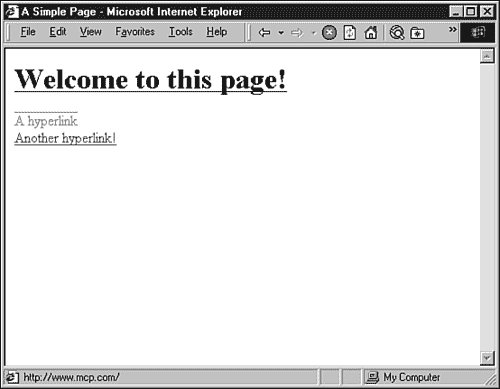 A Simple Page - Microsoft Internet Explorer
File Edit View Favorites Tools Help »
Welcome to this page!
A hyperlink
Another hyperlink!
http://www.mcp.com/ My Computer